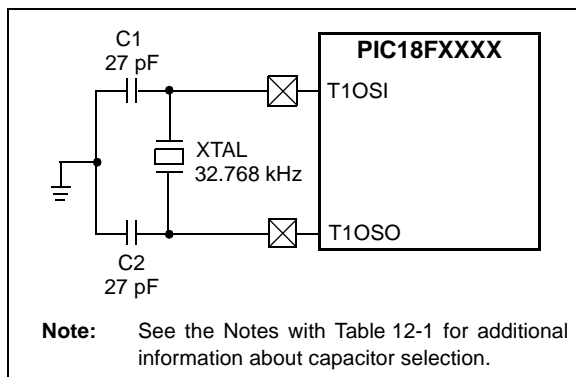 C1
27 pF
PIC18FXXXX
T1OSI
XTAL
32.768 kHz
T1OSO
C2
27 pF
Note: See the Notes with Table 12-1 for additional
information about capacitor selection.